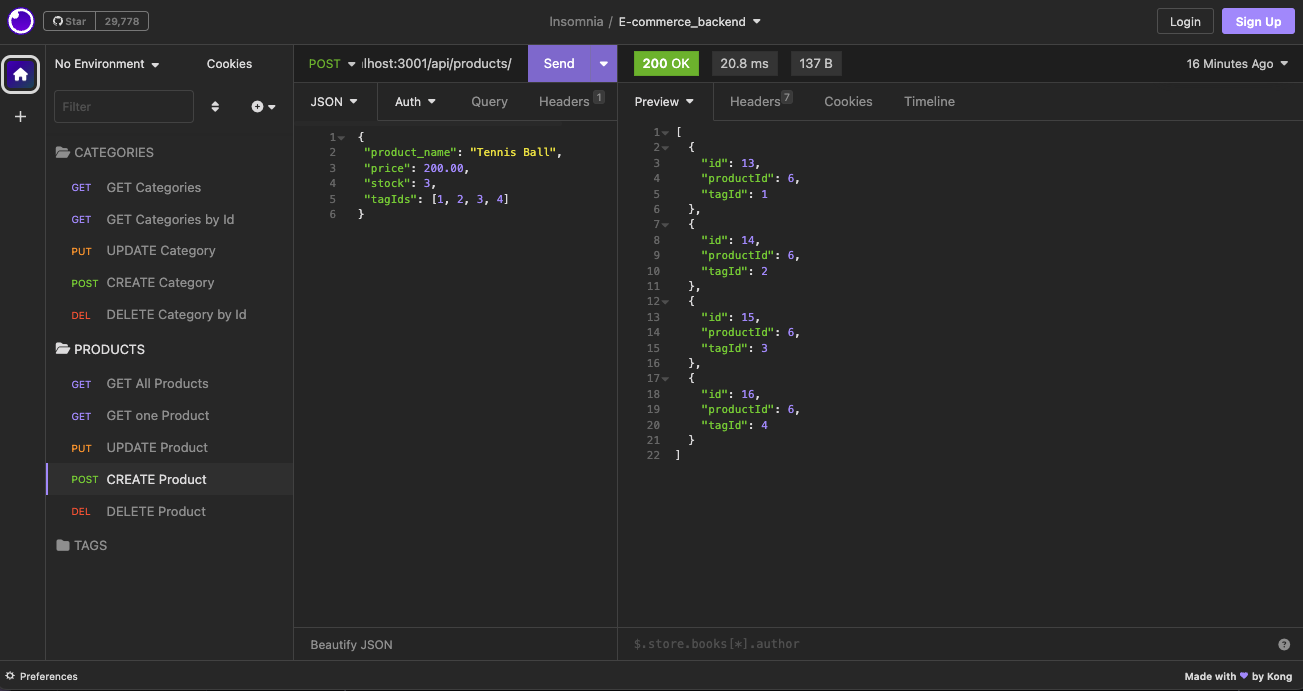 Star 29,778
Insomnia / E-commerce_backend
Login
Sign Up
No Environment
Cookies
Filter
CATEGORIES
GET GET Categories
GET GET Categories by Id
PUT UPDATE Category
POST CREATE Category
DEL DELETE Category by Id
PRODUCTS
GET GET All Products
GET GET one Product
PUT UPDATE Product
POST CREATE Product
DEL DELETE Product
TAGS
POST lhost:3001/api/products/ Send
JSON Auth Query Headers 1
1 {
2 "product_name": "Tennis Ball",
3 "price": 200.00,
4 "stock": 3,
5 "tagIds": [1, 2, 3, 4]
6 }
Beautify JSON
200 OK 20.8 ms 137 B 16 Minutes Ago
Preview Headers 7 Cookies Timeline
1 [
2 {
3 "id": 13,
4 "productId": 6,
5 "tagId": 1
6 },
7 {
8 "id": 14,
9 "productId": 6,
10 "tagId": 2
11 },
12 {
13 "id": 15,
14 "productId": 6,
15 "tagId": 3
16 },
17 {
18 "id": 16,
19 "productId": 6,
20 "tagId": 4
21 }
22 ]
$.store.books[*].author
Preferences
Made with ♥ by Kong